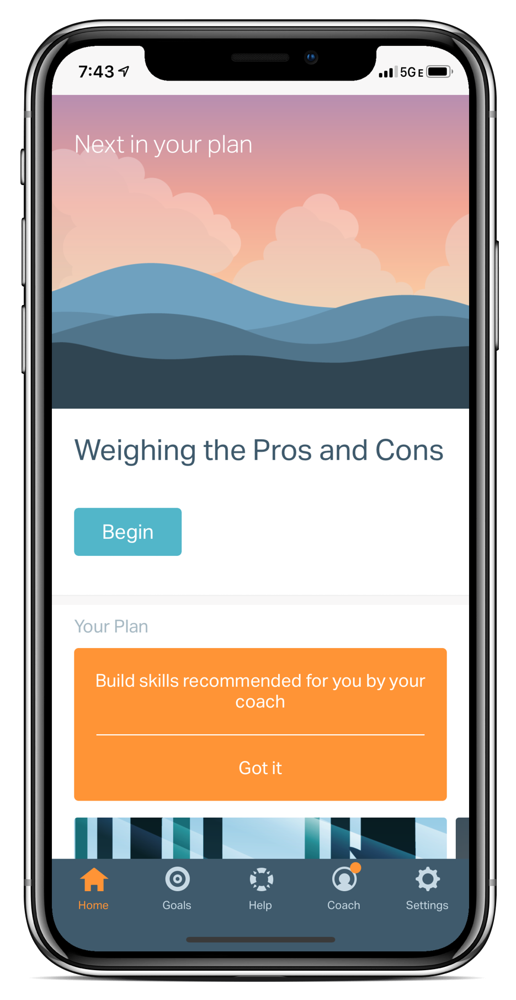 7:43
5G E
Next in your plan
Weighing the Pros and Cons
Begin
Your Plan
Build skills recommended for you by your
coach
Got it
Home
Goals
Help
Coach
Settings